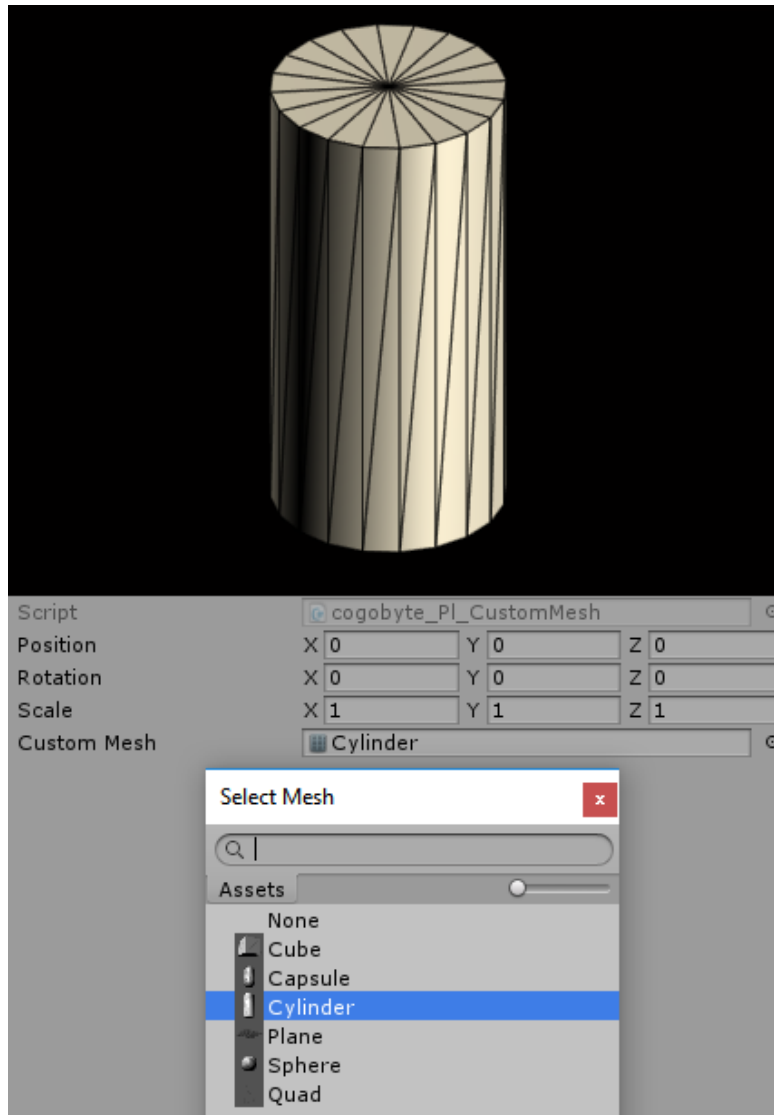 Script cogobyte_Pl_CustomMesh
Position X 0 Y 0 Z 0
Rotation X 0 Y 0 Z 0
Scale X 1 Y 1 Z 1
Custom Mesh Cylinder
Select Mesh x
Assets
None
Cube
Capsule
Cylinder
Plane
Sphere
Quad